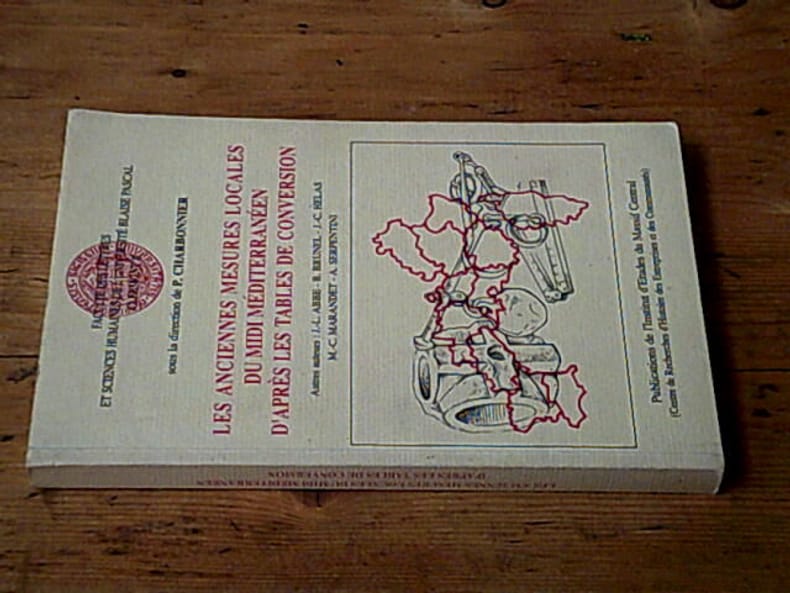 FACULTÉ DES LETTRES
ET SCIENCES HUMAINES DE L'UNIVERSITÉ BLAISE PASCAL
sous la direction de P. CHARBONNIER
LES ANCIENNES MESURES LOCALES
DU MIDI MÉDITERRANÉEN
D'APRÈS LES TABLES DE CONVERSION
Autres auteurs : J.-L. ABBE - B. BRUNEL - J.-C. HELAS
M.-C. MARANDET - A. SERPENTINI
Publications de l'Institut d'Études du Massif Central
(Centre de Recherches d'Histoire des Entreprises et des Communautés)
LES ANCIENNES MESURES LOCALES DU MIDI MÉDITERRANÉEN
D'APRÈS LES TABLES DE CONVERSION